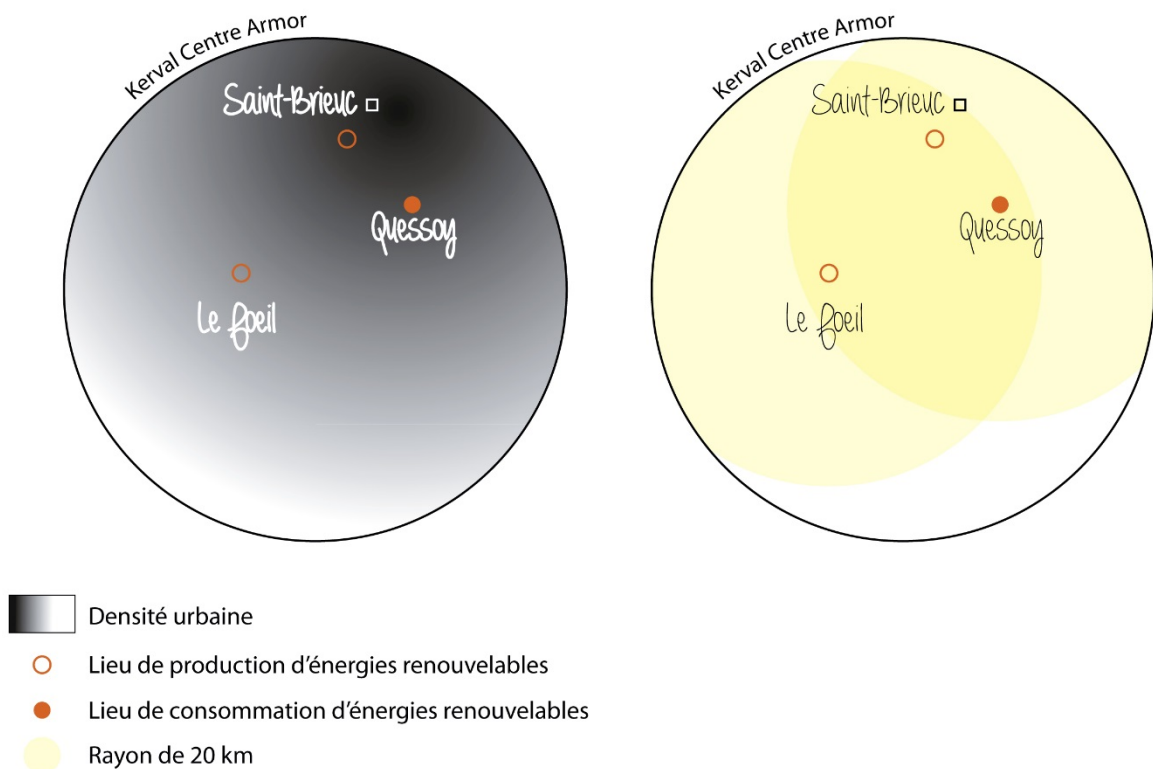 Kerval Centre Armor
Saint-Brieuc
Quessoy
Le foeil
Kerval Centre Armor
Saint-Brieuc
Quessoy
Le foeil
Densité urbaine
Lieu de production d'énergies renouvelables
Lieu de consommation d'énergies renouvelables
Rayon de 20 km